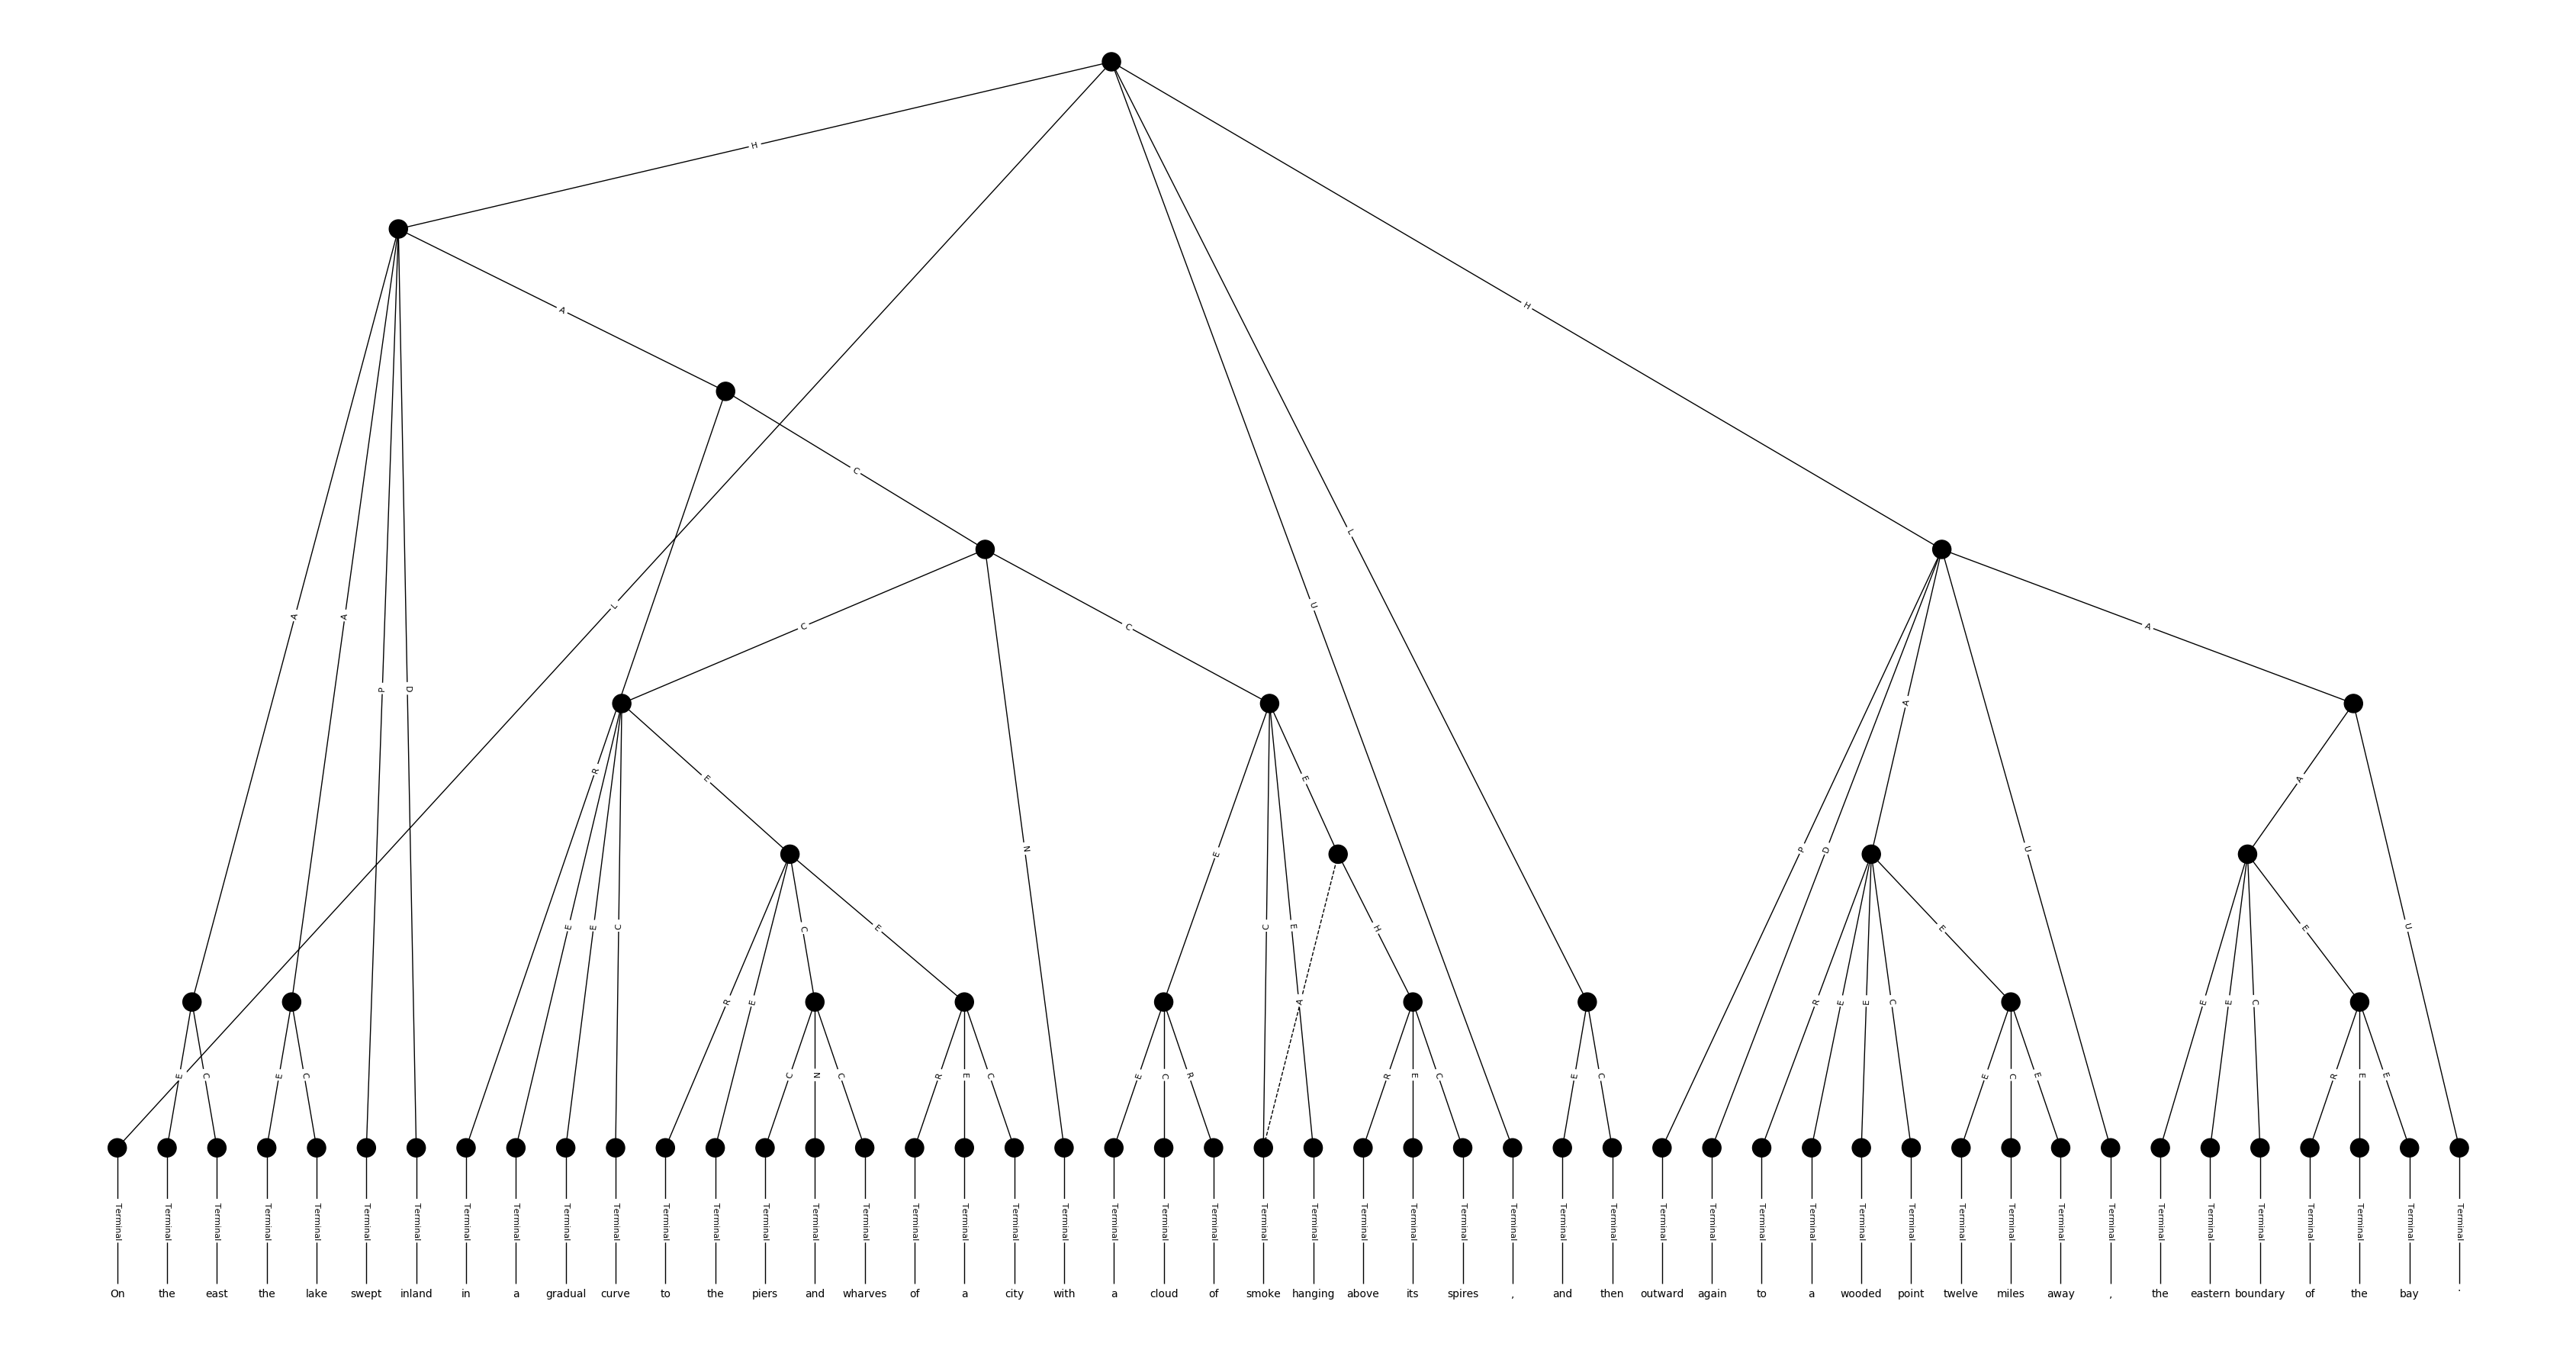 H
A
C
L
A A P D C C U L H A
R E N E P D A U A
E E C E E C E A H R E E C E E E C E U
R E C E
E C E C C N C R E C E C R R E C E C E C E R E E
Terminal Terminal Terminal Terminal Terminal Terminal Terminal Terminal Terminal Terminal Terminal Terminal Terminal Terminal Terminal Terminal Terminal Terminal Terminal Terminal Terminal Terminal Terminal Terminal Terminal Terminal Terminal Terminal Terminal Terminal Terminal Terminal Terminal Terminal Terminal Terminal Terminal Terminal Terminal Terminal Terminal Terminal Terminal Terminal Terminal Terminal Terminal Terminal
On the east the lake swept inland in a gradual curve to the piers and wharves of a city with a cloud of smoke hanging above its spires , and then outward again to a wooded point twelve miles away , the eastern boundary of the bay .